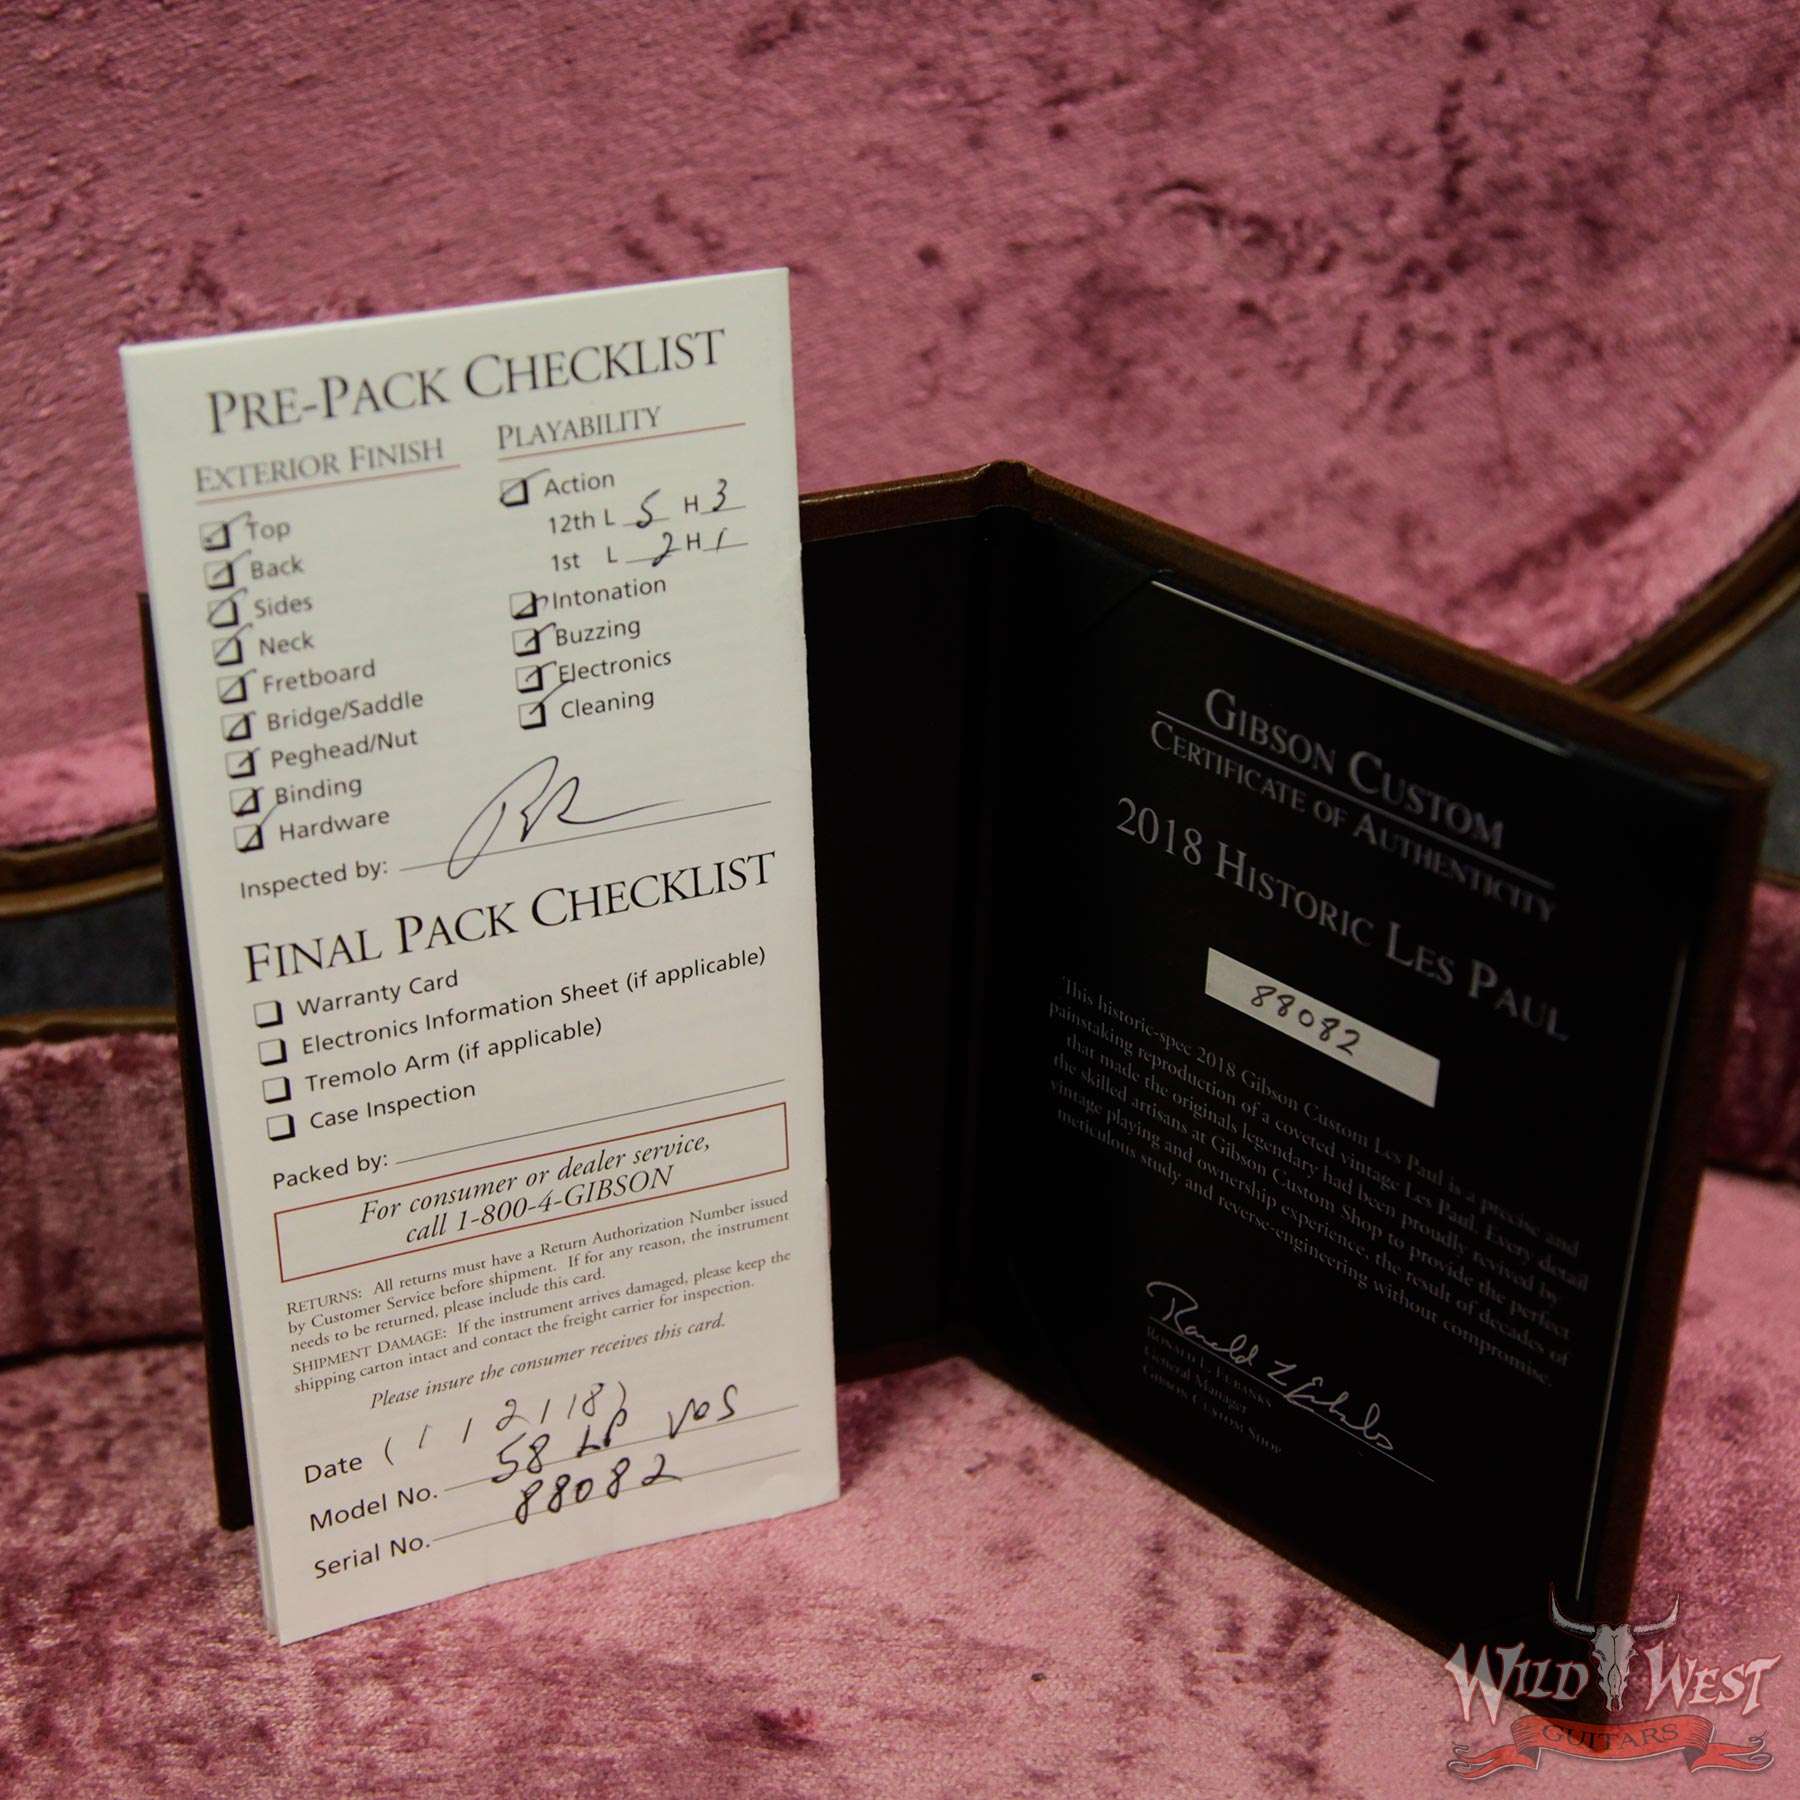 PRE-PACK CHECKLIST
EXTERIOR FINISH
Top
Back
Sides
Neck
Fretboard
Bridge/Saddle
Peghead/Nut
Binding
Hardware
PLAYABILITY
Action
12th L 5 H 3
1st L 2 H 1
Intonation
Buzzing
Electronics
Cleaning
Inspected by:
FINAL PACK CHECKLIST
Warranty Card
Electronics Information Sheet (if applicable)
Tremolo Arm (if applicable)
Case Inspection
Packed by:
For consumer or dealer service,
call 1-800-4-GIBSON
RETURNS: All returns must have a Return Authorization Number issued
by Customer Service before shipment. If for any reason, the instrument
needs to be returned, please include this card.
SHIPMENT DAMAGE: If the instrument arrives damaged, please keep the
shipping carton intact and contact the freight carrier for inspection.
Please insure the consumer receives this card.
Date
Model No. 58 LP VOS
Serial No. 88082
GIBSON CUSTOM
CERTIFICATE OF AUTHENTICITY
2018 HISTORIC LES PAUL
88082
This historic-spec 2018 Gibson Custom Les Paul is a precise and
painstaking reproduction of a coveted vintage Les Paul. Every detail
that made the originals legendary had been proudly revived by
the skilled artisans at Gibson Custom Shop to provide the perfect
vintage playing and ownership experience, the result of decades of
meticulous study and reverse-engineering without compromise.
RONALD L. EUBANKS
General Manager
GIBSON CUSTOM SHOP
WILD WEST
GUITARS